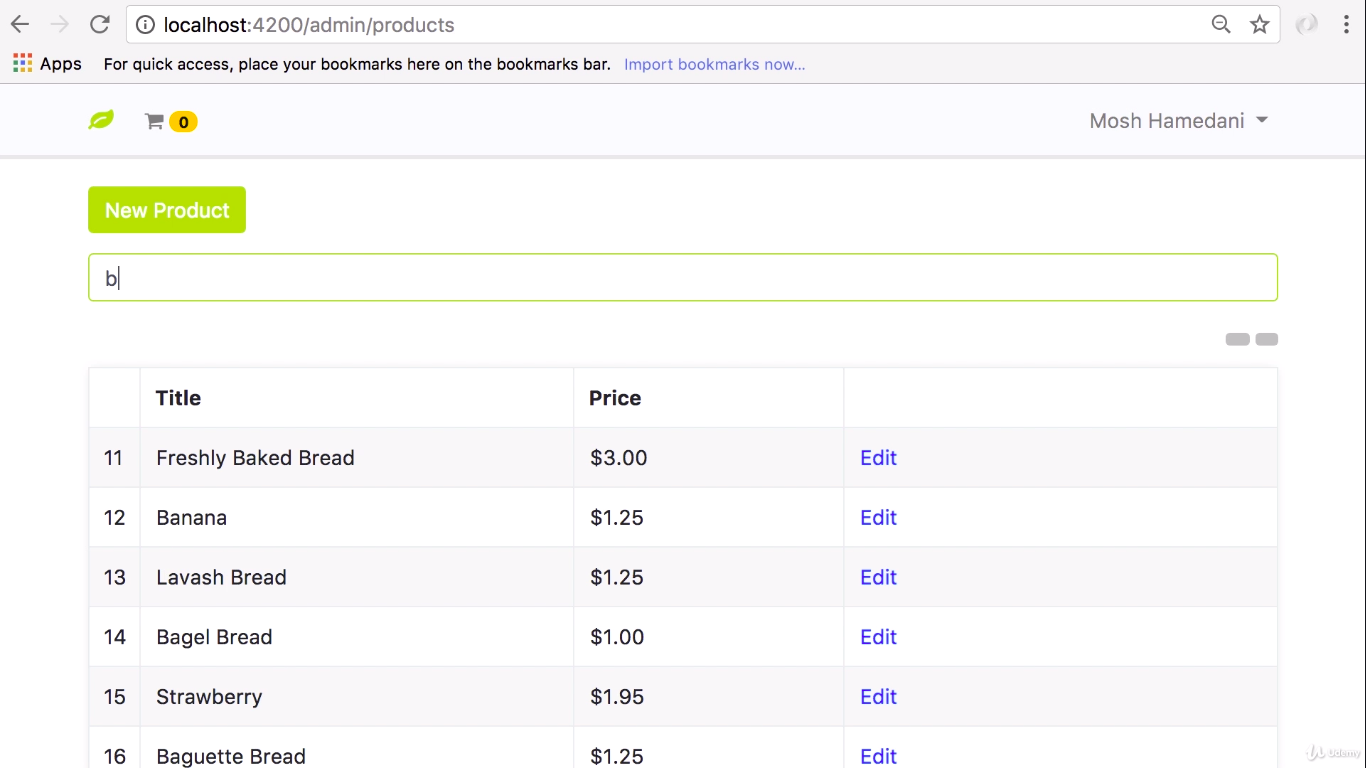 localhost:4200/admin/products
Apps For quick access, place your bookmarks here on the bookmarks bar. Import bookmarks now...
0 Mosh Hamedani
New Product
b
Title Price
11 Freshly Baked Bread $3.00 Edit
12 Banana $1.25 Edit
13 Lavash Bread $1.25 Edit
14 Bagel Bread $1.00 Edit
15 Strawberry $1.95 Edit
16 Baguette Bread $1.25 Edit
Udemy